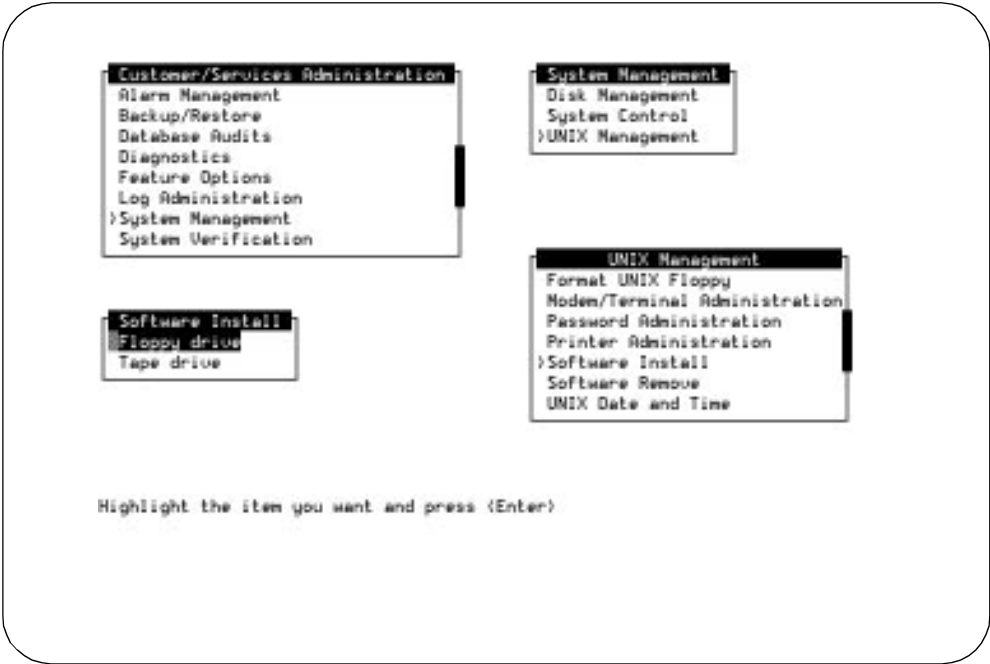 Customer/Services Administration
Alarm Management
Backup/Restore
Database Audits
Diagnostics
Feature Options
Log Administration
>System Management
System Verification
System Management
Disk Management
System Control
>UNIX Management
UNIX Management
Format UNIX Floppy
Modem/Terminal Administration
Password Administration
Printer Administration
>Software Install
Software Remove
UNIX Date and Time
Software Install
Floppy drive
Tape drive
Highlight the item you want and press <Enter>